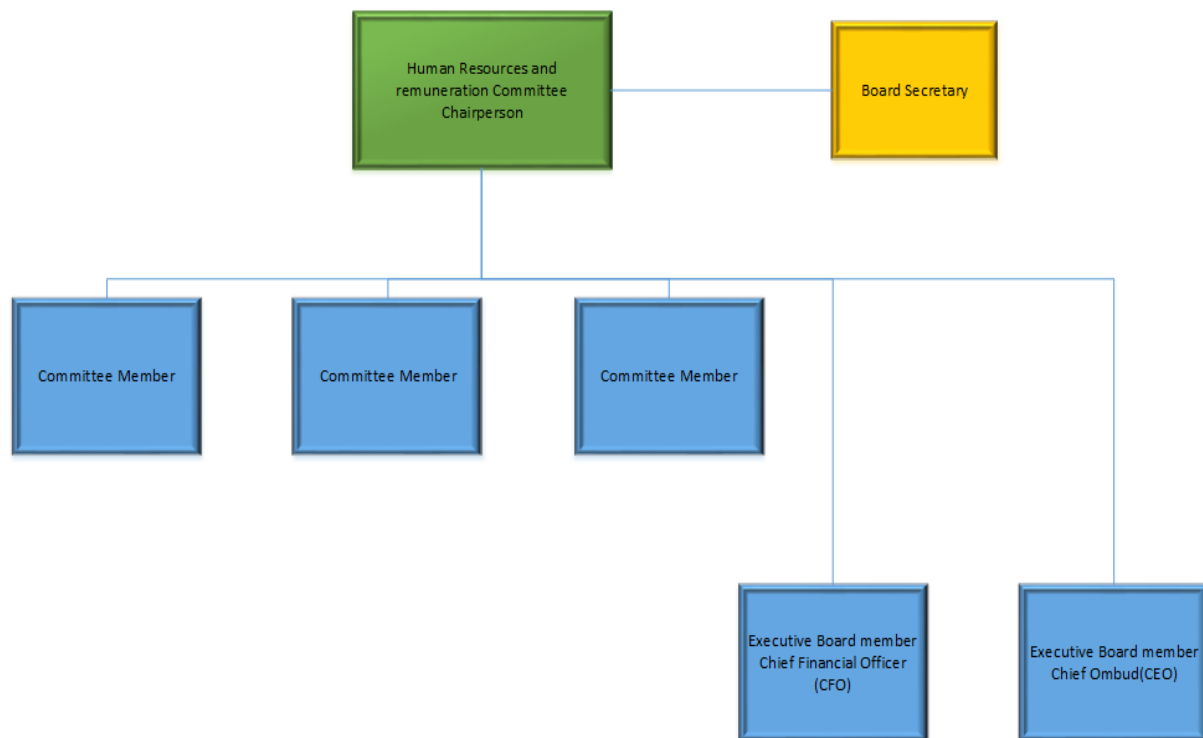 Human Resources and
remuneration Committee
Chairperson
Board Secretary
Committee Member
Committee Member
Committee Member
Executive Board member
Chief Financial Officer
(CFO)
Executive Board member
Chief Ombud(CEO)